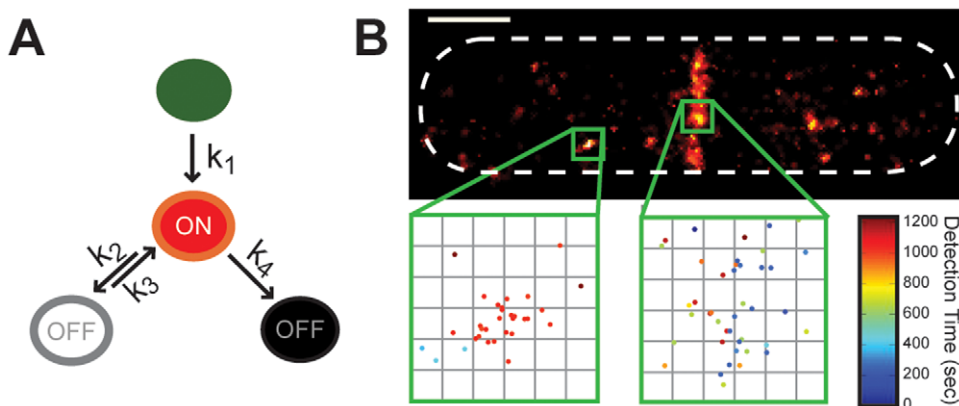 A
k1
ON
k2
k3
k4
OFF
OFF
B
1200
1000
800
600
400
200
0
Detection Time (sec)